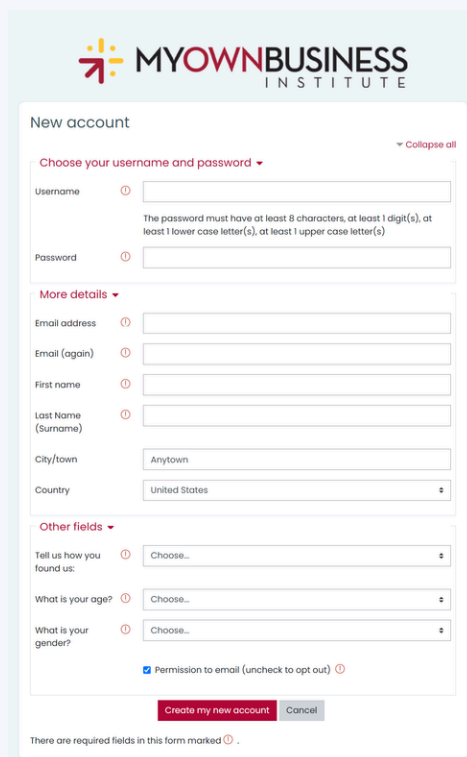 MYOWNBUSINESS
INSTITUTE
New account
Collapse all
Choose your username and password
Username
The password must have at least 8 characters, at least 1 digit(s), at
least 1 lower case letter(s), at least 1 upper case letter(s)
Password
More details
Email address
Email (again)
First name
Last Name
(Surname)
City/town Anytown
Country United States
Other fields
Tell us how you Choose...
found us:
What is your age? Choose...
What is your Choose...
gender?
Permission to email (uncheck to opt out)
Create my new account Cancel
There are required fields in this form marked .